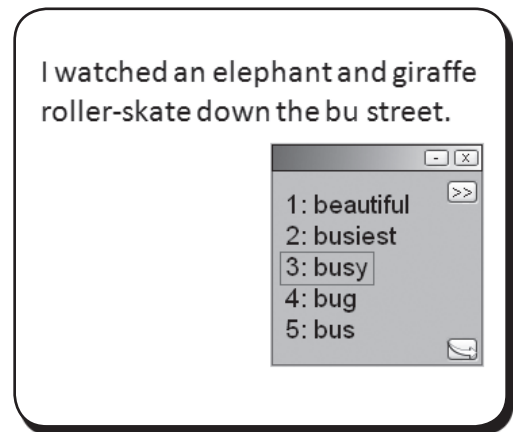 I watched an elephant and giraffe
roller-skate down the bu street.
- X
>>
1: beautiful
2: busiest
3: busy
4: bug
5: bus